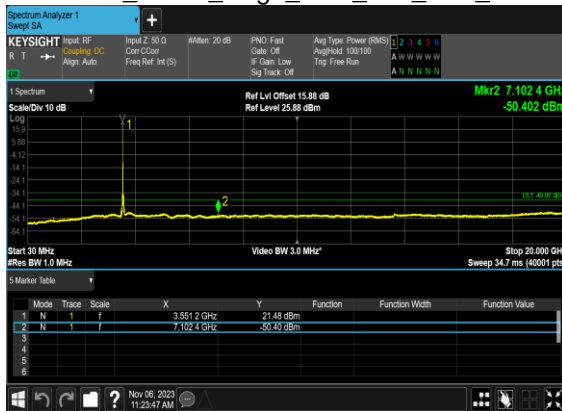 Spectrum Analyzer 1
Swept SA
+
KEYSIGHT Input: RF Input Z: 50 Ω #Atten: 20 dB PNO: Fast Avg Type: Power (RMS) 1 2 3 4 5 6
R T Coupling: DC Corr CCorr Gate: Off Avg|Hold: 100/100 A W W W W W
Align: Auto Freq Ref: Int (S) IF Gain: Low Trig: Free Run
Sig Track: Off A N N N N N
1 Spectrum Ref Lvl Offset 15.88 dB Mkr2 7.102 4 GHz
Scale/Div 10 dB Ref Level 25.88 dBm -50.402 dBm
Log
15.9 1
5.88
-4.12
-14.1
-24.1
-34.1 DL1 -40.00 dBm
-44.1 2
-54.1
-64.1
Start 30 MHz Video BW 3.0 MHz* Stop 20.000 GHz
#Res BW 1.0 MHz Sweep 34.7 ms (40001 pts)
5 Marker Table
Mode Trace Scale X Y Function Function Width Function Value
1 N 1 f 3.551 2 GHz 21.48 dBm
2 N 1 f 7.102 4 GHz -50.40 dBm
3
4
5
6
? Nov 06, 2023
11:23:47 AM